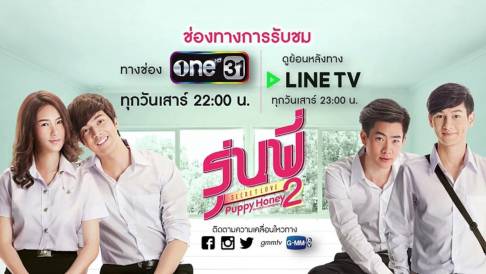 ช่องทางการรับชม
ทางช่อง one HD 31
ทุกวันเสาร์ 22:00 น.
ดูย้อนหลังทาง
LINE TV
ทุกวันเสาร์ 23:00 น.
รุ่นพี่
SECRET LOVE
Puppy Honey 2
ติดตามความเคลื่อนไหวทาง
gmmtv GMM 25